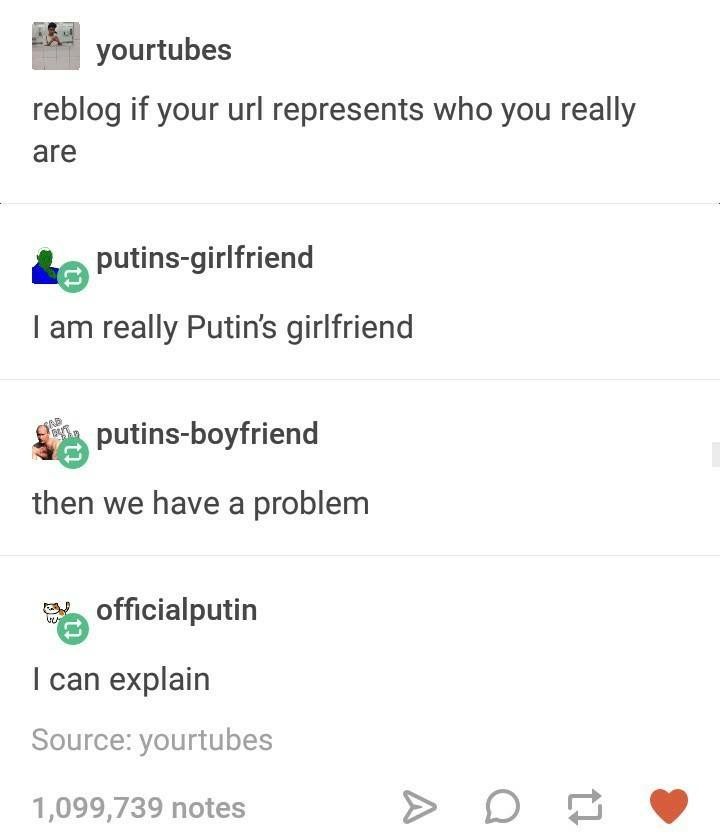 yourtubes
reblog if your url represents who you really
are
putins-girlfriend
I am really Putin's girlfriend
putins-boyfriend
then we have a problem
officialputin
I can explain
Source: yourtubes
1,099,739 notes